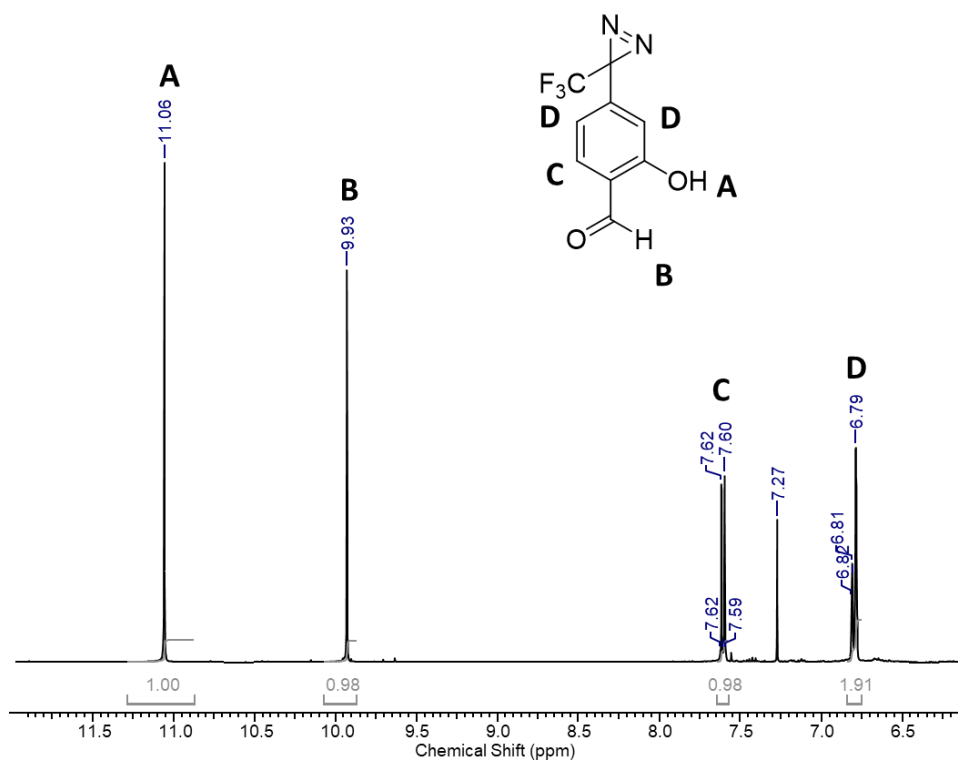 N N
F₃C
D D
C
OH A
O H
B
A
11.06
B
9.93
C
7.62 7.60
7.62 7.59
7.27
D
6.79
6.81
6.82
1.00 0.98 0.98 1.91
11.5 11.0 10.5 10.0 9.5 9.0 8.5 8.0 7.5 7.0 6.5
Chemical Shift (ppm)